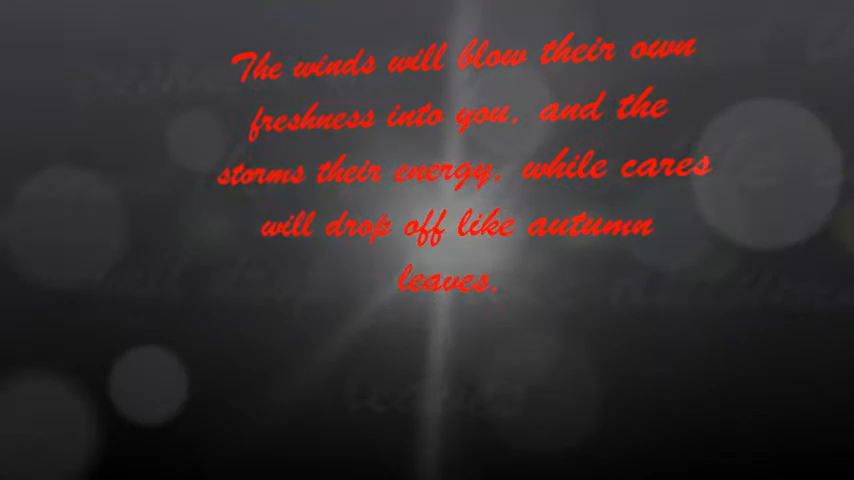 The winds will blow their own
freshness into you, and the
storms their energy, while cares
will drop off like autumn
leaves.